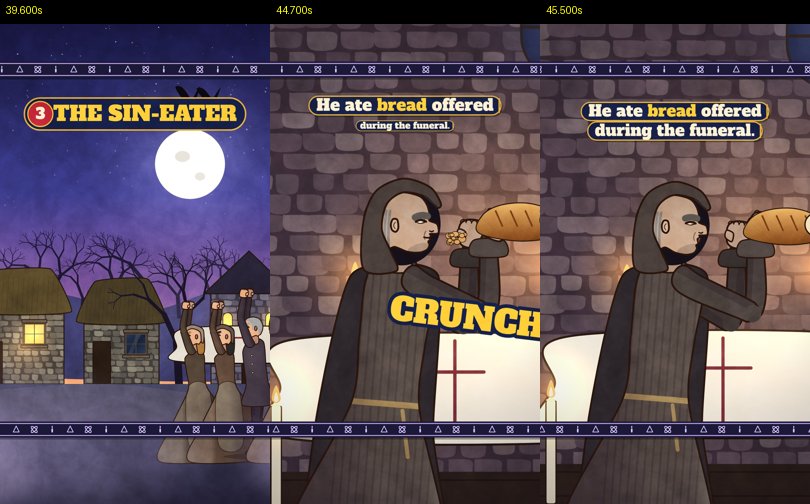 39.600s
44.700s
45.500s
3 THE SIN-EATER
He ate bread offered
during the funeral.
CRUNCH
He ate bread offered
during the funeral.